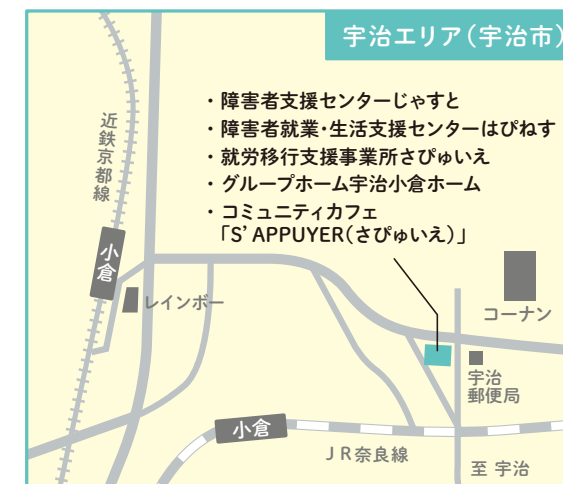 宇治エリア(宇治市)
・障害者支援センターじゃすと
・障害者就業・生活支援センターはぴねす
・就労移行支援事業所さぴゅいえ
・グループホーム宇治小倉ホーム
・コミュニティカフェ
「S’APPUYER(さぴゅいえ)」
近鉄京都線
小倉
レインボー
コーナン
宇治
郵便局
小倉
JR奈良線
至 宇治